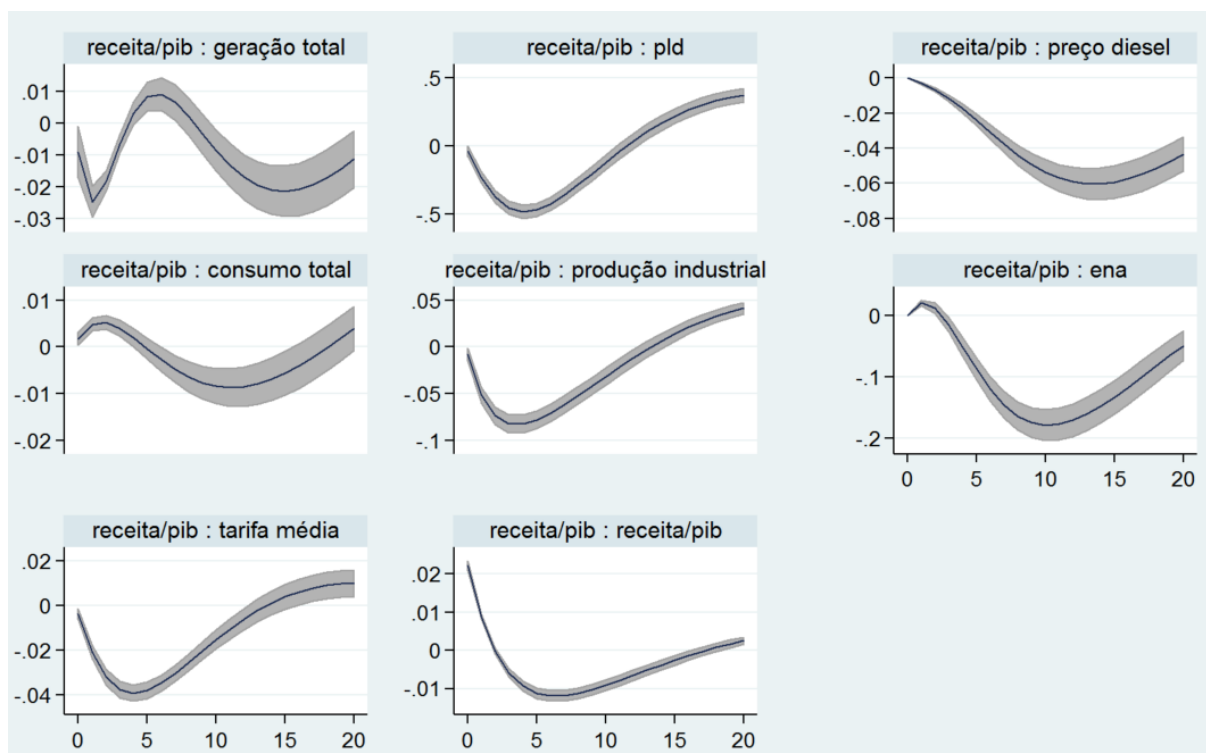 receita/pib : geração total
.01
0
-.01
-.02
-.03
receita/pib : pld
.5
0
-.5
receita/pib : preço diesel
0
-.02
-.04
-.06
-.08
receita/pib : consumo total
.01
0
-.01
-.02
receita/pib : produção industrial
.05
0
-.05
-.1
receita/pib : ena
0
-.1
-.2
0 5 10 15 20
receita/pib : tarifa média
.02
0
-.02
-.04
0 5 10 15 20
receita/pib : receita/pib
.02
.01
0
-.01
0 5 10 15 20